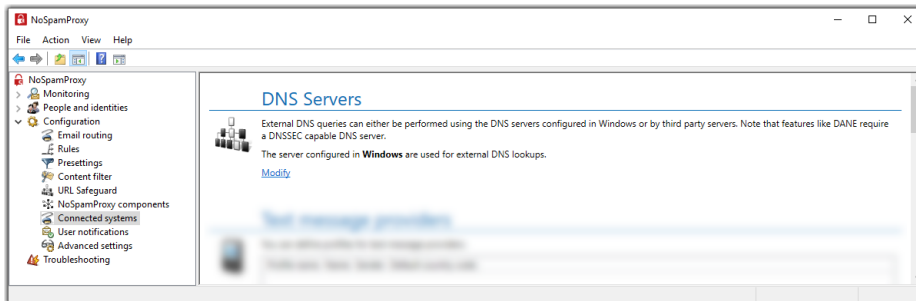 NoSpamProxy
File Action View Help
NoSpamProxy
Monitoring
People and identities
Configuration
Email routing
Rules
Presettings
Content filter
URL Safeguard
NoSpamProxy components
Connected systems
User notifications
Advanced settings
Troubleshooting
DNS Servers
External DNS queries can either be performed using the DNS servers configured in Windows or by third party servers. Note that features like DANE require
a DNSSEC capable DNS server.
The server configured in Windows are used for external DNS lookups.
Modify
Text message providers